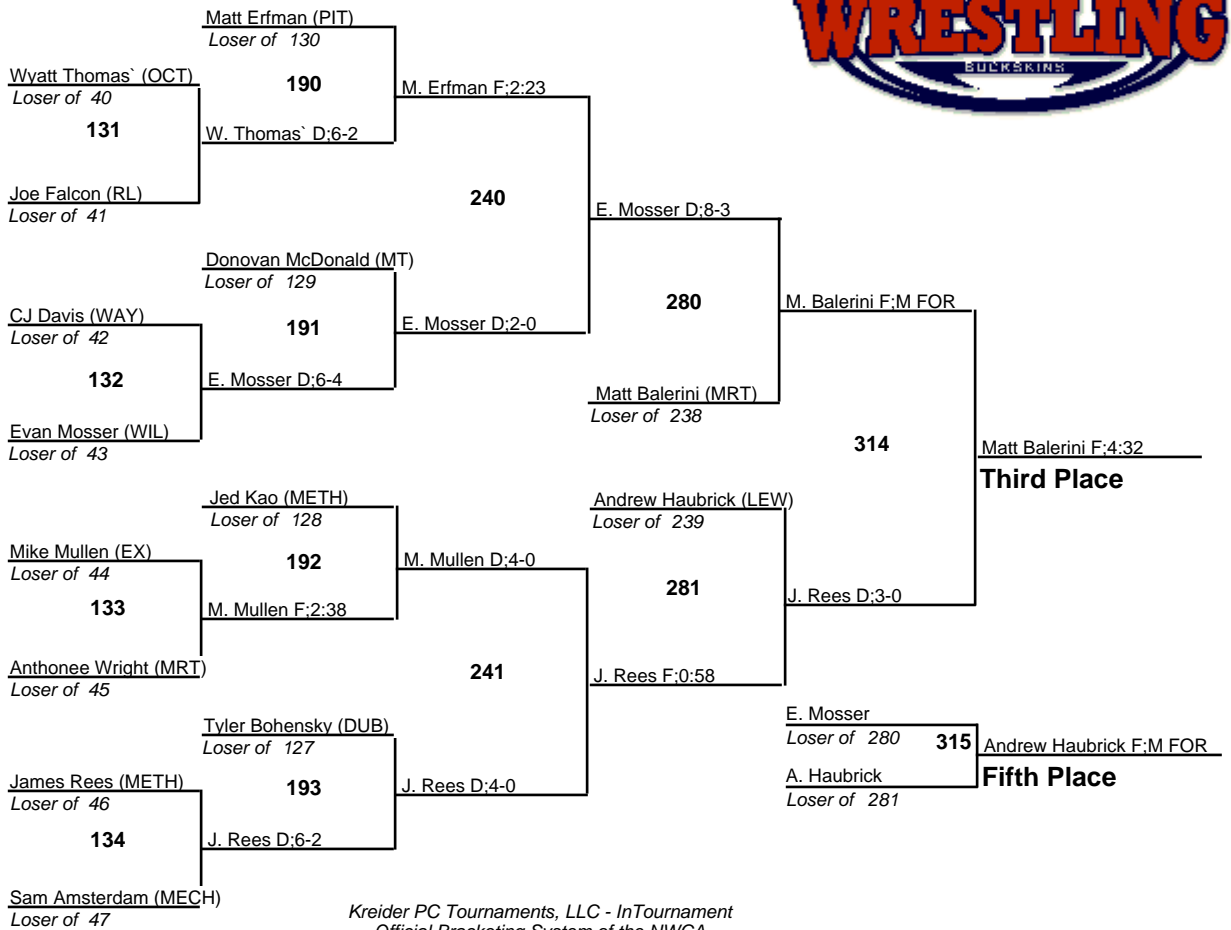 Matt Erfman (PIT)
Loser of 130
WRESTLING
BUCKSKINS
Wyatt Thomas` (OCT)
Loser of 40
190
M. Erfman F;2:23
131
W. Thomas` D;6-2
Joe Falcon (RL)
Loser of 41
240
E. Mosser D;8-3
Donovan McDonald (MT)
Loser of 129
280
M. Balerini F;M FOR
CJ Davis (WAY)
Loser of 42
191
E. Mosser D;2-0
132
E. Mosser D;6-4
Matt Balerini (MRT)
Loser of 238
Evan Mosser (WIL)
Loser of 43
314
Matt Balerini F;4:32
Third Place
Jed Kao (METH)
Loser of 128
Andrew Haubrick (LEW)
Loser of 239
Mike Mullen (EX)
Loser of 44
192
M. Mullen D;4-0
281
J. Rees D;3-0
133
M. Mullen F;2:38
Anthonee Wright (MRT)
Loser of 45
241
J. Rees F;0:58
Tyler Bohensky (DUB)
Loser of 127
E. Mosser
Loser of 280
315
Andrew Haubrick F;M FOR
Fifth Place
A. Haubrick
Loser of 281
James Rees (METH)
Loser of 46
193
J. Rees D;4-0
134
J. Rees D;6-2
Sam Amsterdam (MECH)
Loser of 47
Kreider PC Tournaments, LLC - InTournament
Official Bracketing System of the NWCA